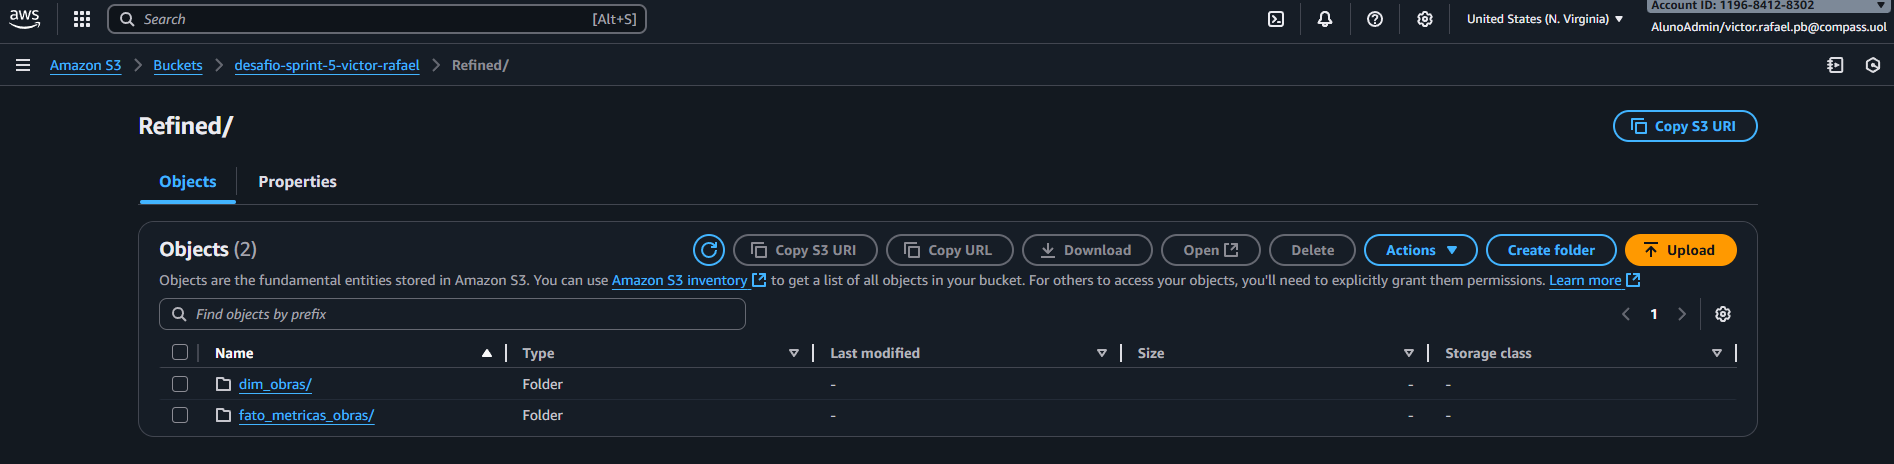 aws
Search [Alt+S]
United States (N. Virginia)
Account ID: 1196-8412-8302
AlunoAdmin/victor.rafael.pb@compass.uol
Amazon S3 > Buckets > desafio-sprint-5-victor-rafael > Refined/
Refined/
Copy S3 URI
Objects Properties
Objects (2)
Copy S3 URI Copy URL Download Open Delete Actions Create folder Upload
Objects are the fundamental entities stored in Amazon S3. You can use Amazon S3 inventory to get a list of all objects in your bucket. For others to access your objects, you'll need to explicitly grant them permissions. Learn more
Find objects by prefix
1
Name Type Last modified Size Storage class
dim_obras/ Folder - - -
fato_metricas_obras/ Folder - - -